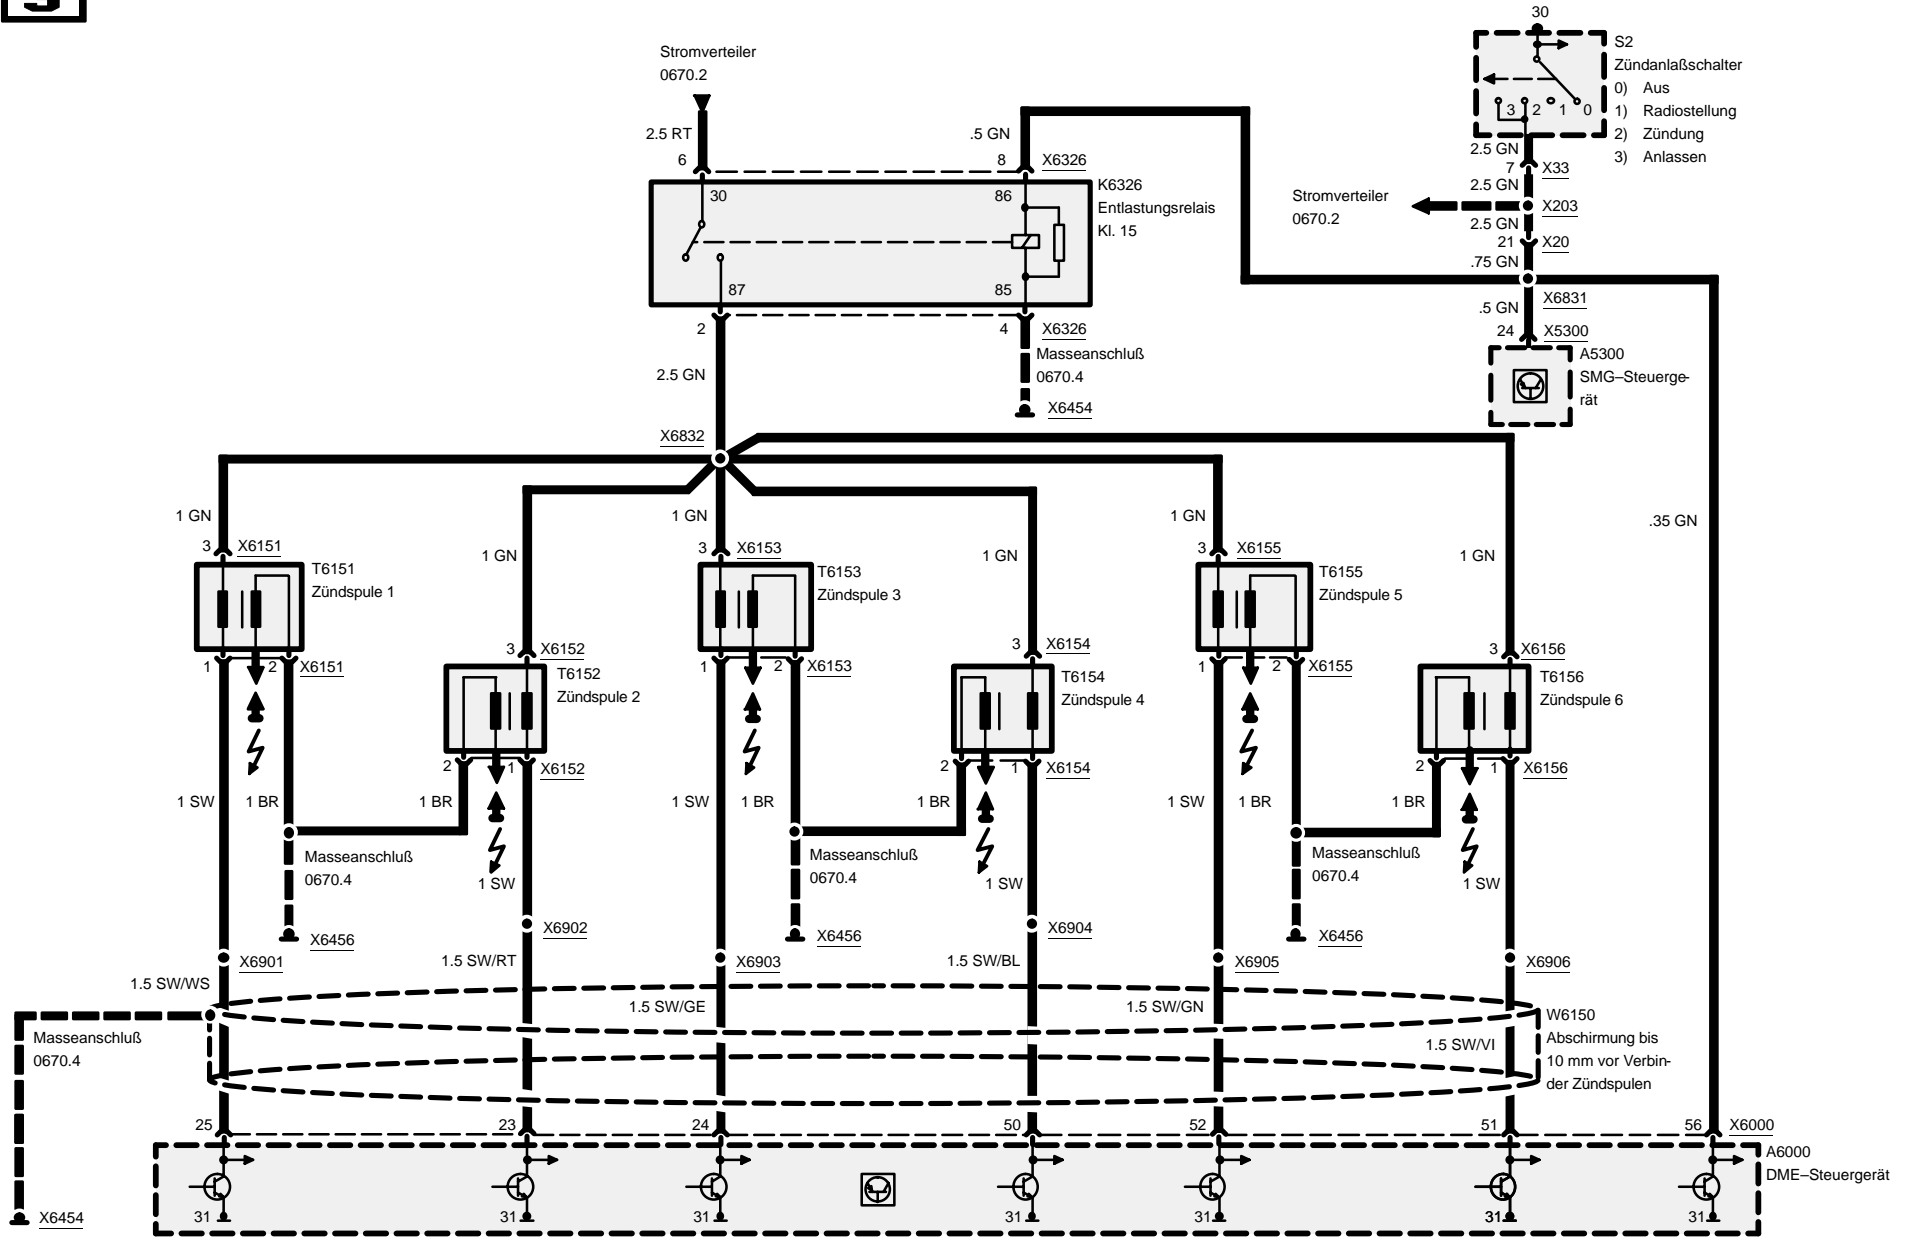 30
S2
Zündanlaßschalter
0) Aus
1) Radiostellung
2) Zündung
3) Anlassen
3 2 1 0
Stromverteiler
0670.2
2.5 RT
.5 GN
6
8
X6326
2.5 GN
7
X33
2.5 GN
Stromverteiler
0670.2
X203
2.5 GN
21
X20
.75 GN
X6831
.5 GN
24
X5300
A5300
SMG–Steuerge-
rät
30
86
K6326
Entlastungsrelais
Kl. 15
87
85
2
4
X6326
Masseanschluß
0670.4
X6454
2.5 GN
X6832
1 GN
1 GN
1 GN
1 GN
1 GN
1 GN
.35 GN
3
X6151
T6151
Zündspule 1
1
2
X6151
3
X6152
T6152
Zündspule 2
2
1
X6152
3
X6153
T6153
Zündspule 3
1
2
X6153
3
X6154
T6154
Zündspule 4
2
1
X6154
3
X6155
T6155
Zündspule 5
1
2
X6155
3
X6156
T6156
Zündspule 6
2
1
X6156
1 SW
1 BR
1 BR
1 SW
1 BR
1 BR
1 SW
1 BR
1 BR
Masseanschluß
0670.4
Masseanschluß
0670.4
Masseanschluß
0670.4
1 SW
1 SW
1 SW
X6456
X6456
X6456
X6901
X6902
X6903
X6904
X6905
X6906
1.5 SW/WS
1.5 SW/RT
1.5 SW/GE
1.5 SW/BL
1.5 SW/GN
1.5 SW/VI
W6150
Abschirmung bis
10 mm vor Verbin-
der Zündspulen
Masseanschluß
0670.4
X6454
25
23
24
50
52
51
56
X6000
A6000
DME–Steuergerät
31
31
31
31
31
31
31